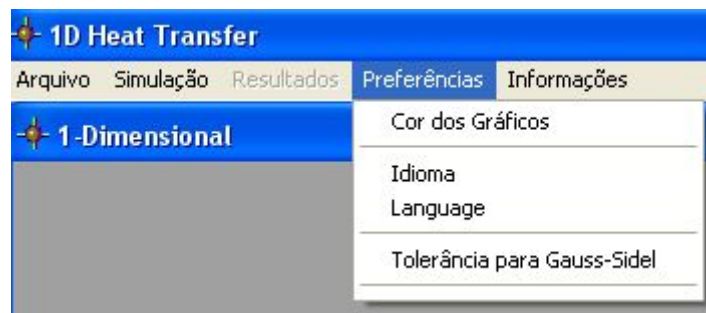 1D Heat Transfer
Arquivo Simulação Resultados Preferências Informações
1-Dimensional
Cor dos Gráficos
Idioma
Language
Tolerância para Gauss-Sidel